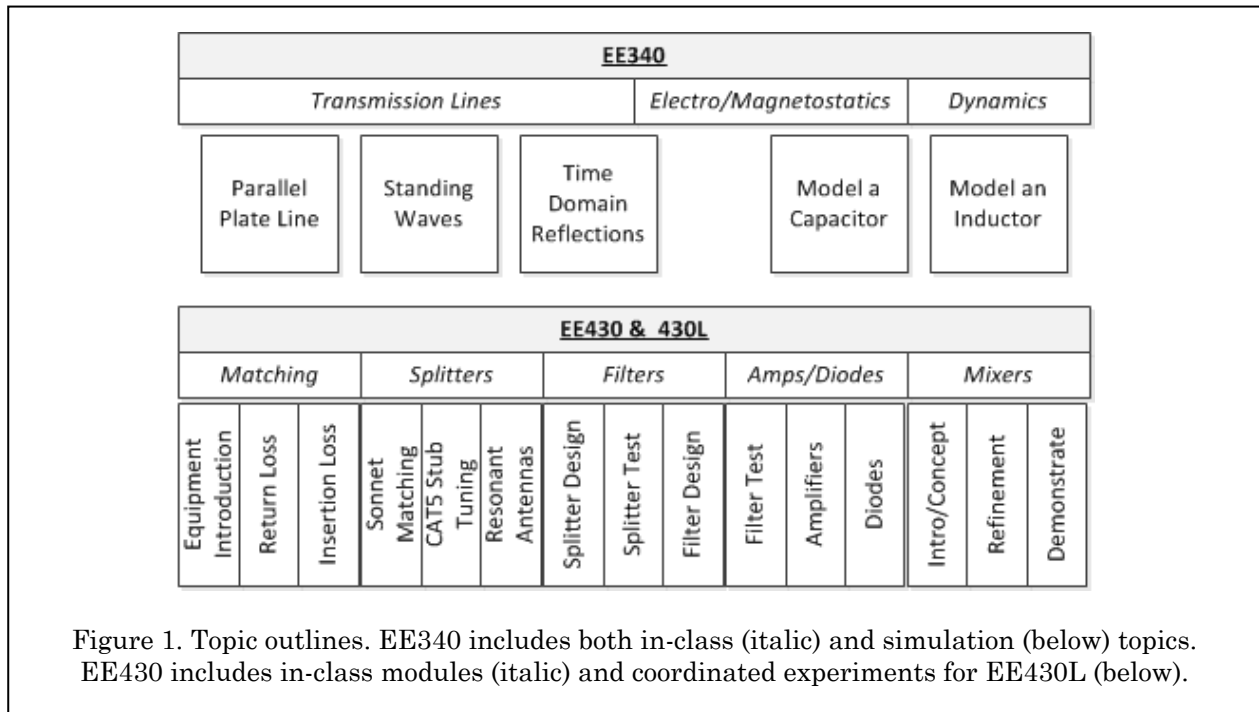 EE340
Transmission Lines Electro/Magnetostatics Dynamics
Parallel
Plate Line
Standing
Waves
Time
Domain
Reflections
Model a
Capacitor
Model an
Inductor
EE430 & 430L
Matching Splitters Filters Amps/Diodes Mixers
Equipment
Introduction
Return Loss
Insertion Loss
Sonnet
Matching
CAT5 Stub
Tuning
Resonant
Antennas
Splitter Design
Splitter Test
Filter Design
Filter Test
Amplifiers
Diodes
Intro/Concept
Refinement
Demonstrate
Figure 1. Topic outlines. EE340 includes both in-class (italic) and simulation (below) topics.
EE430 includes in-class modules (italic) and coordinated experiments for EE430L (below).